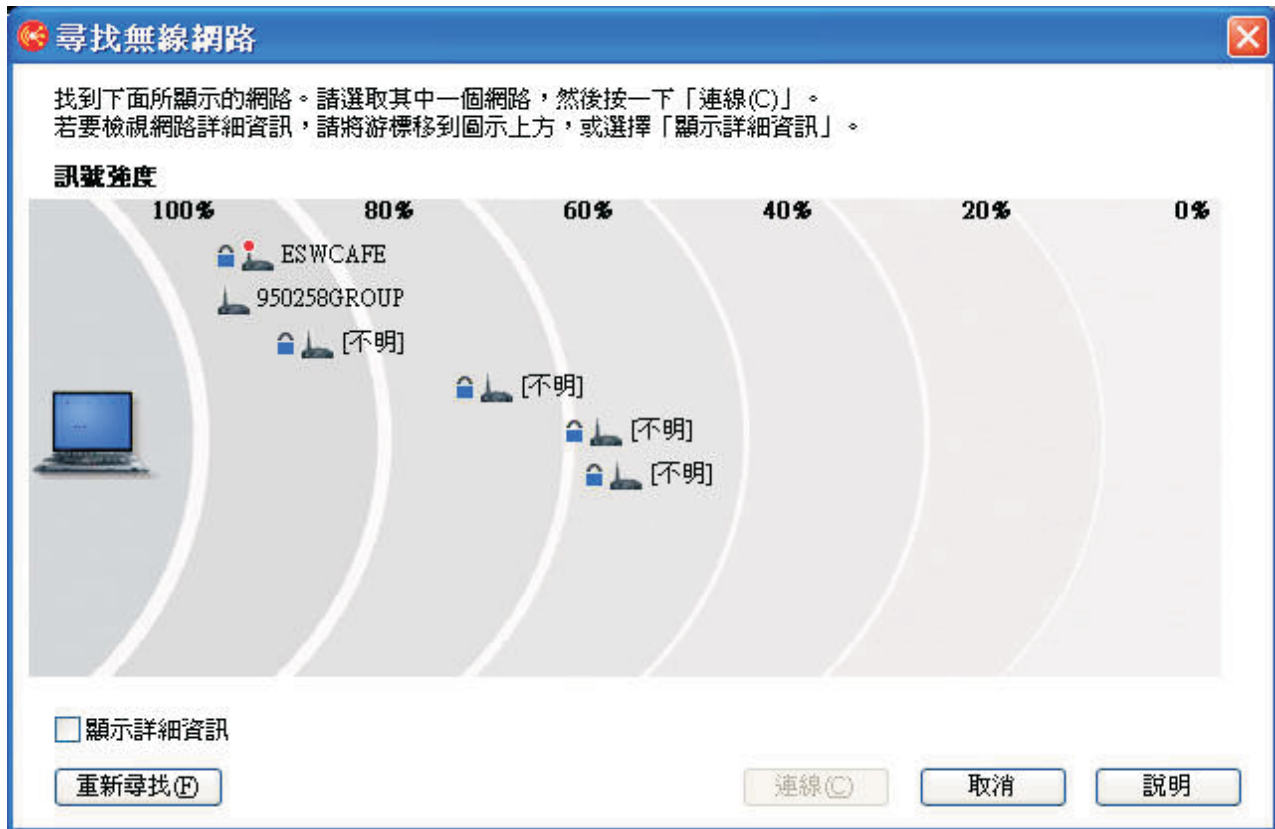 尋找無線網路
找到下面所顯示的網路。請選取其中一個網路，然後按一下「連線(C)」。
若要檢視網路詳細資訊，請將游標移到圖示上方，或選擇「顯示詳細資訊」。
訊號強度
100% 80% 60% 40% 20% 0%
ESWCAFE
950258GROUP
[不明]
[不明]
[不明]
[不明]
顯示詳細資訊
重新尋找(F) 連線(C) 取消 說明